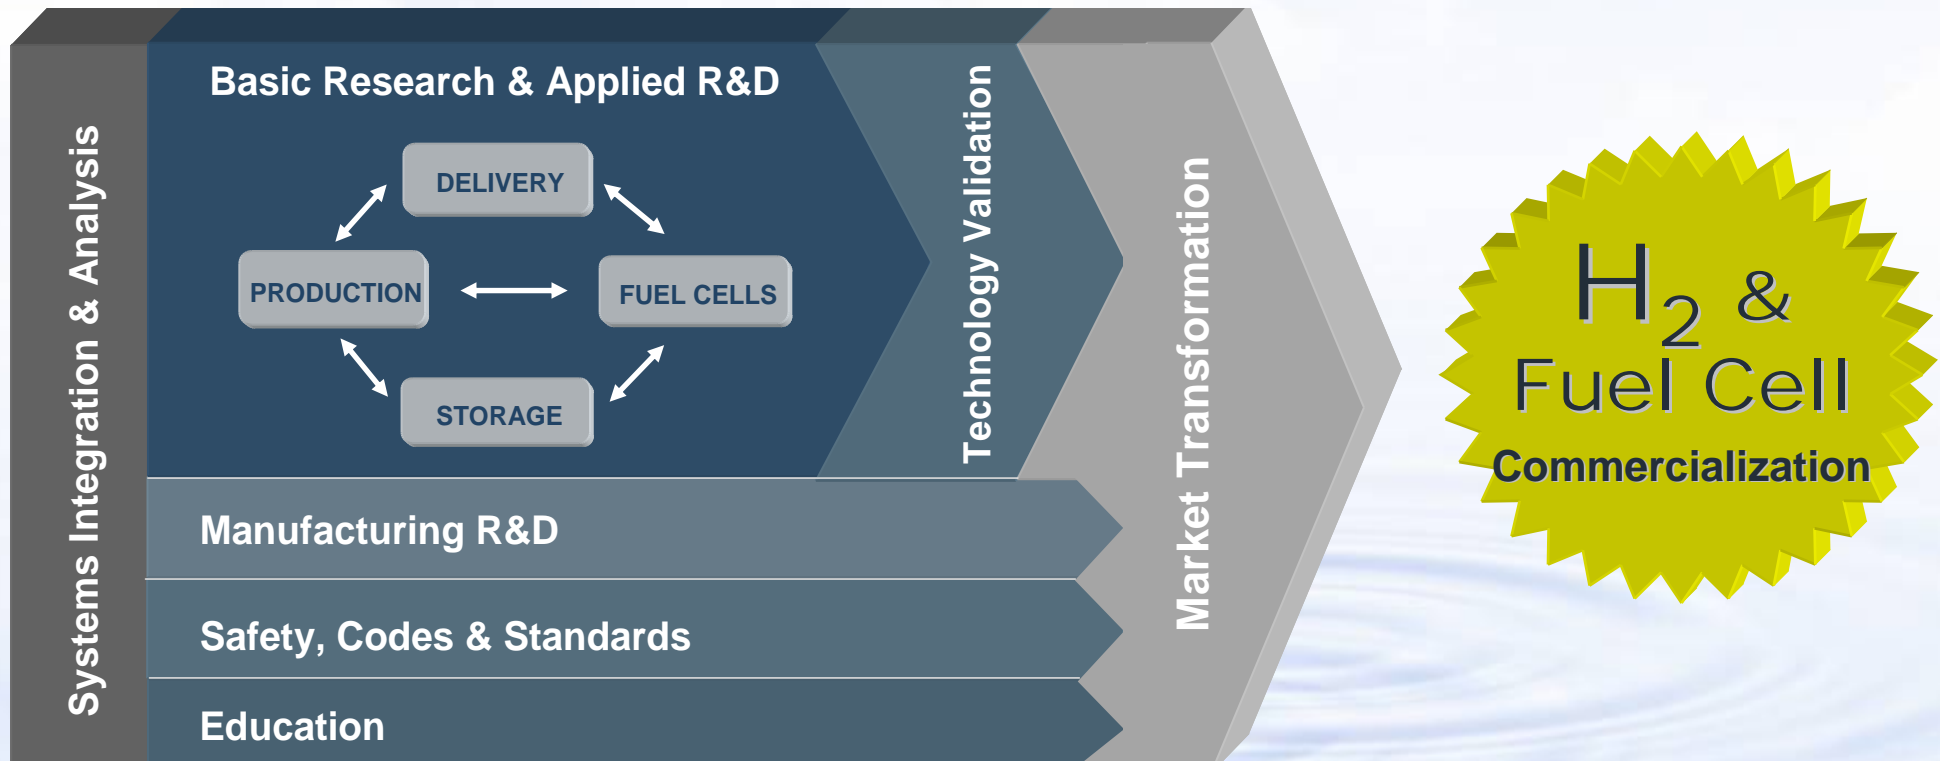 Systems Integration & Analysis
Basic Research & Applied R&D
DELIVERY
PRODUCTION
FUEL CELLS
STORAGE
Technology Validation
Manufacturing R&D
Safety, Codes & Standards
Education
Market Transformation
H₂ &
Fuel Cell
Commercialization